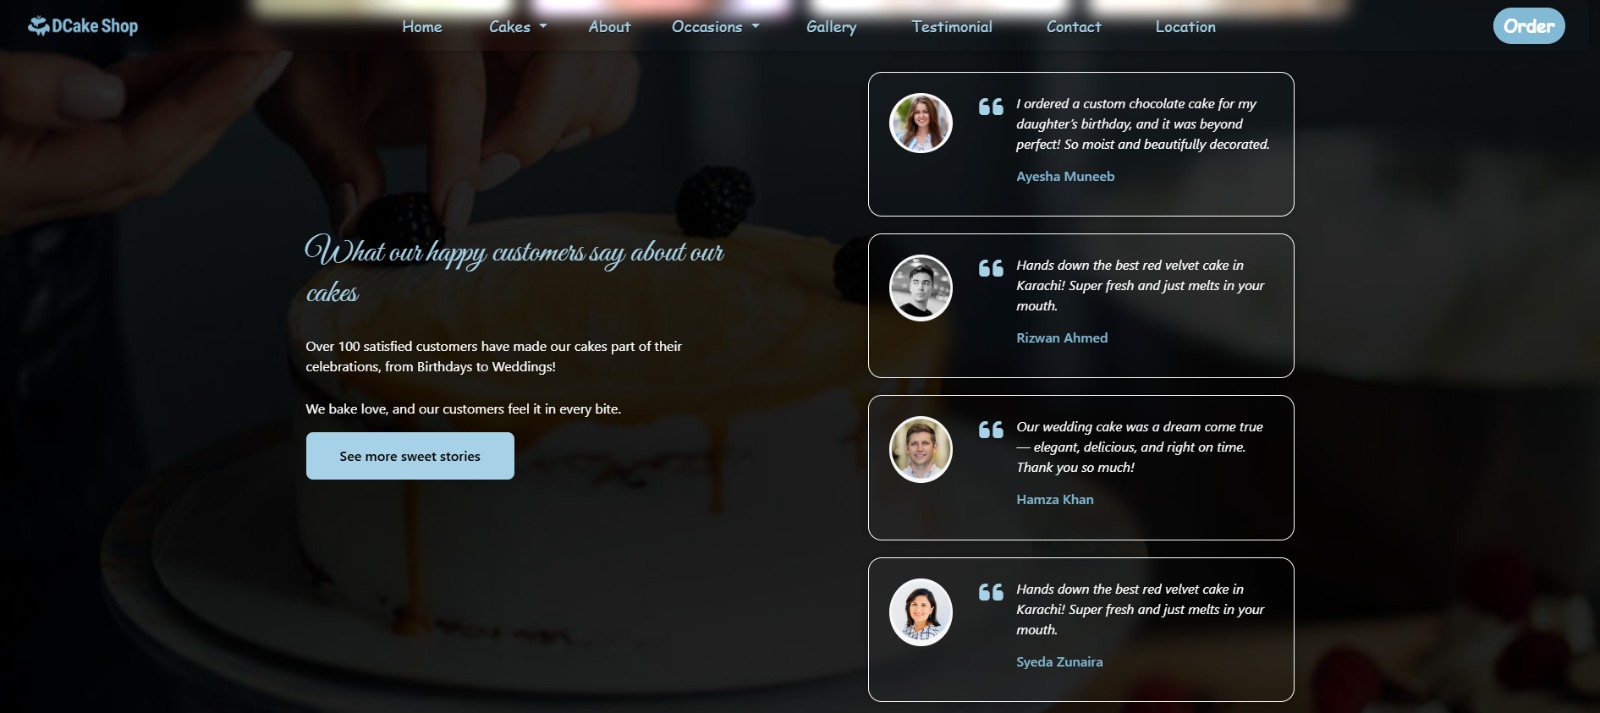 DCake Shop
Home
Cakes
About
Occasions
Gallery
Testimonial
Contact
Location
Order
What our happy customers say about our
cakes
Over 100 satisfied customers have made our cakes part of their
celebrations, from Birthdays to Weddings!
We bake love, and our customers feel it in every bite.
See more sweet stories
I ordered a custom chocolate cake for my
daughter's birthday, and it was beyond
perfect! So moist and beautifully decorated.
Ayesha Muneeb
Hands down the best red velvet cake in
Karachi! Super fresh and just melts in your
mouth.
Rizwan Ahmed
Our wedding cake was a dream come true
— elegant, delicious, and right on time.
Thank you so much!
Hamza Khan
Hands down the best red velvet cake in
Karachi! Super fresh and just melts in your
mouth.
Syeda Zunaira